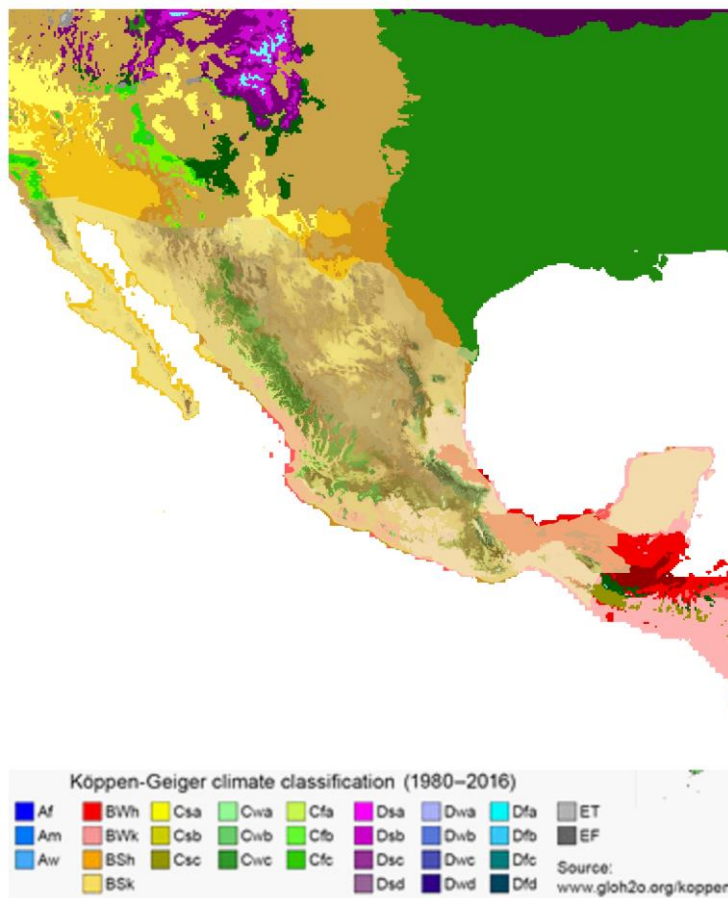 Köppen-Geiger climate classification (1980–2016)
Af BWh Csa Cwa Cfa Dsa Dwa Dfa ET
Am BWk Csb Cwb Cfb Dsb Dwb Dfb EF
Aw BSh Csc Cwc Cfc Dsc Dwc Dfc Source:
BSk Dsd Dwd Dfd www.gloh2o.org/koppen